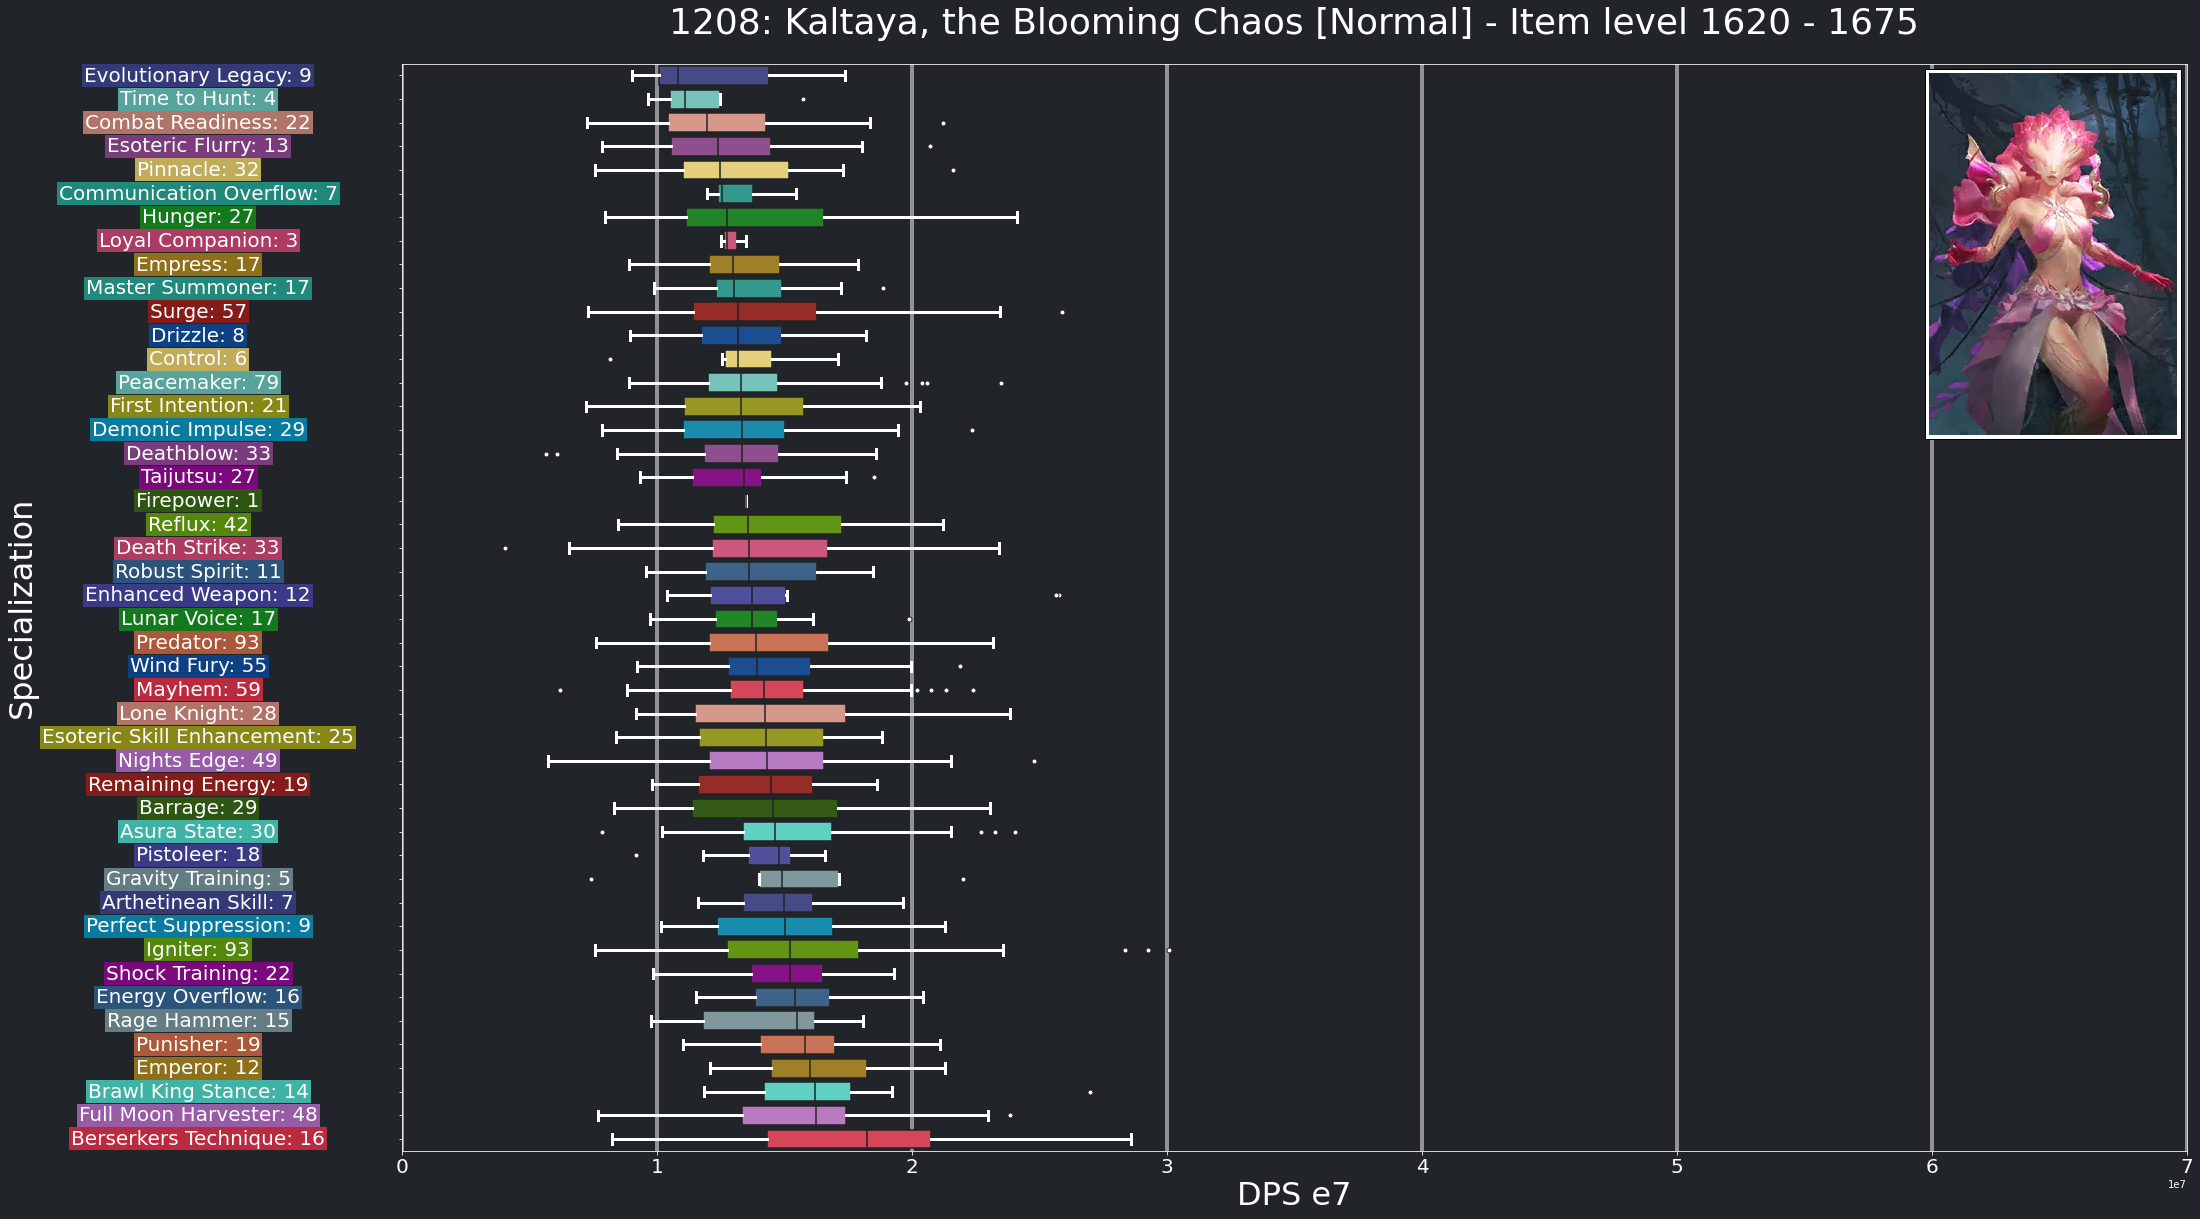 1208: Kaltaya, the Blooming Chaos [Normal] - Item level 1620 - 1675
Specialization
Evolutionary Legacy: 9
Time to Hunt: 4
Combat Readiness: 22
Esoteric Flurry: 13
Pinnacle: 32
Communication Overflow: 7
Hunger: 27
Loyal Companion: 3
Empress: 17
Master Summoner: 17
Surge: 57
Drizzle: 8
Control: 6
Peacemaker: 79
First Intention: 21
Demonic Impulse: 29
Deathblow: 33
Taijutsu: 27
Firepower: 1
Reflux: 42
Death Strike: 33
Robust Spirit: 11
Enhanced Weapon: 12
Lunar Voice: 17
Predator: 93
Wind Fury: 55
Mayhem: 59
Lone Knight: 28
Esoteric Skill Enhancement: 25
Nights Edge: 49
Remaining Energy: 19
Barrage: 29
Asura State: 30
Pistoleer: 18
Gravity Training: 5
Arthetinean Skill: 7
Perfect Suppression: 9
Igniter: 93
Shock Training: 22
Energy Overflow: 16
Rage Hammer: 15
Punisher: 19
Emperor: 12
Brawl King Stance: 14
Full Moon Harvester: 48
Berserkers Technique: 16
0 1 2 3 4 5 6 7
1e7
DPS e7